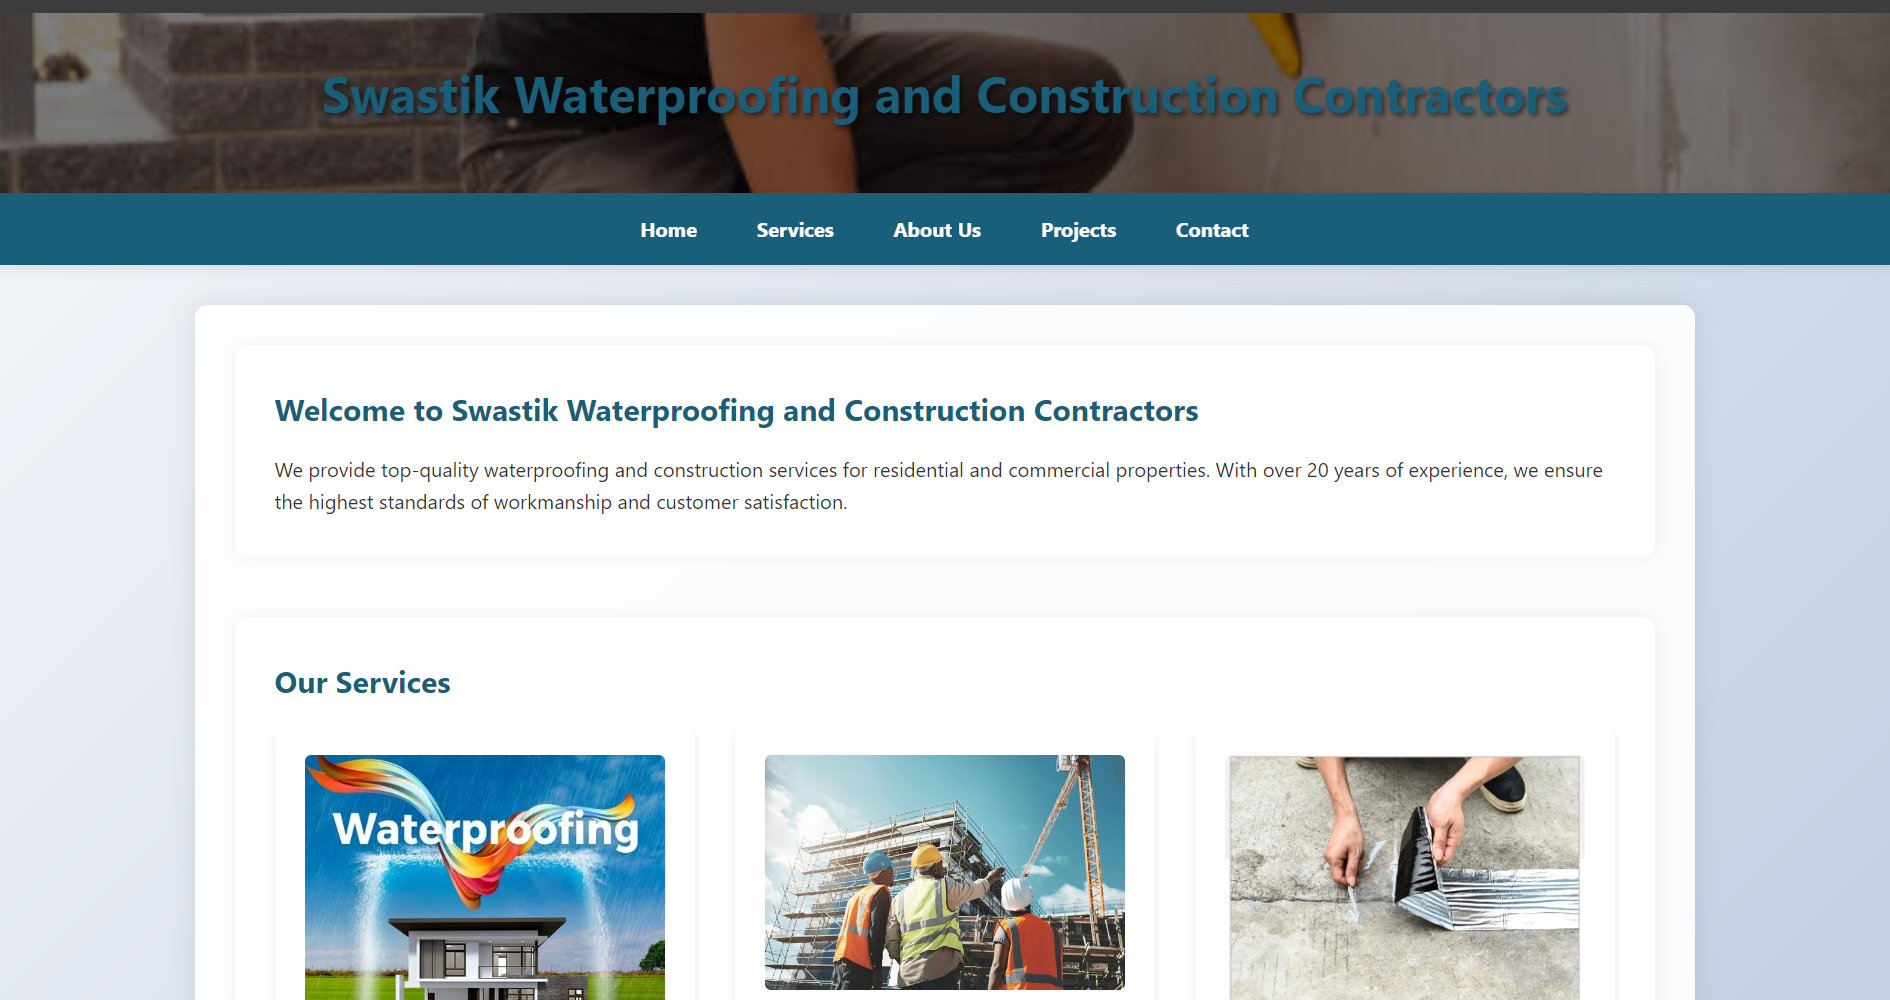 Swastik Waterproofing and Construction Contractors
Home Services About Us Projects Contact
Welcome to Swastik Waterproofing and Construction Contractors
We provide top-quality waterproofing and construction services for residential and commercial properties. With over 20 years of experience, we ensure
the highest standards of workmanship and customer satisfaction.
Our Services
Waterproofing